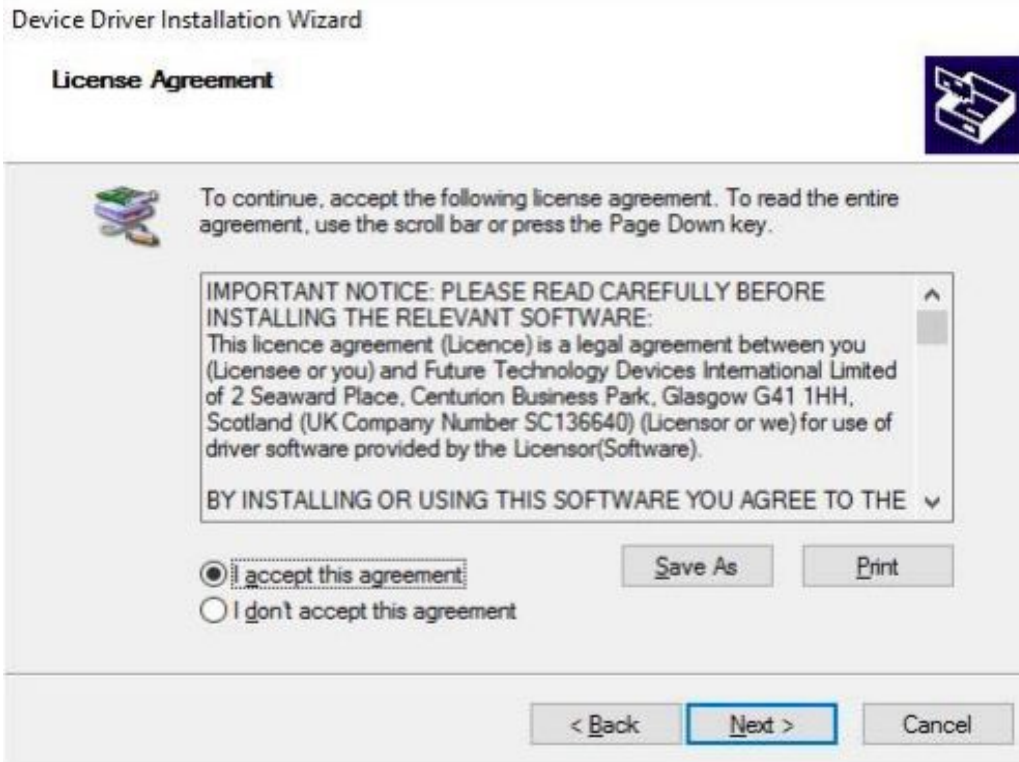 Device Driver Installation Wizard
License Agreement
To continue, accept the following license agreement. To read the entire
agreement, use the scroll bar or press the Page Down key.
IMPORTANT NOTICE: PLEASE READ CAREFULLY BEFORE
INSTALLING THE RELEVANT SOFTWARE:
This licence agreement (Licence) is a legal agreement between you
(Licensee or you) and Future Technology Devices International Limited
of 2 Seaward Place, Centurion Business Park, Glasgow G41 1HH,
Scotland (UK Company Number SC136640) (Licensor or we) for use of
driver software provided by the Licensor(Software).
BY INSTALLING OR USING THIS SOFTWARE YOU AGREE TO THE
I accept this agreement
Save As
Print
I don't accept this agreement
< Back
Next >
Cancel